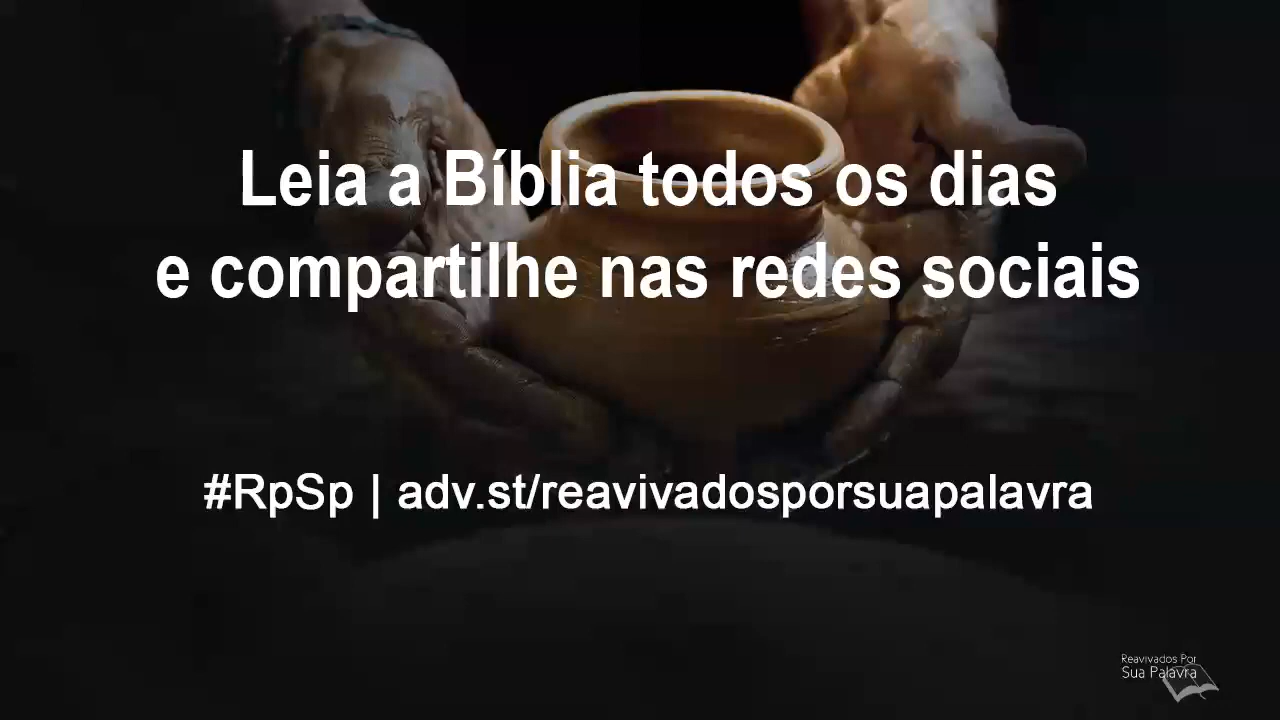 Leia a Bíblia todos os dias
e compartilhe nas redes sociais
#RpSp | adv.st/reavivadosporsuapalavra
Reavivados Por
Sua Palavra